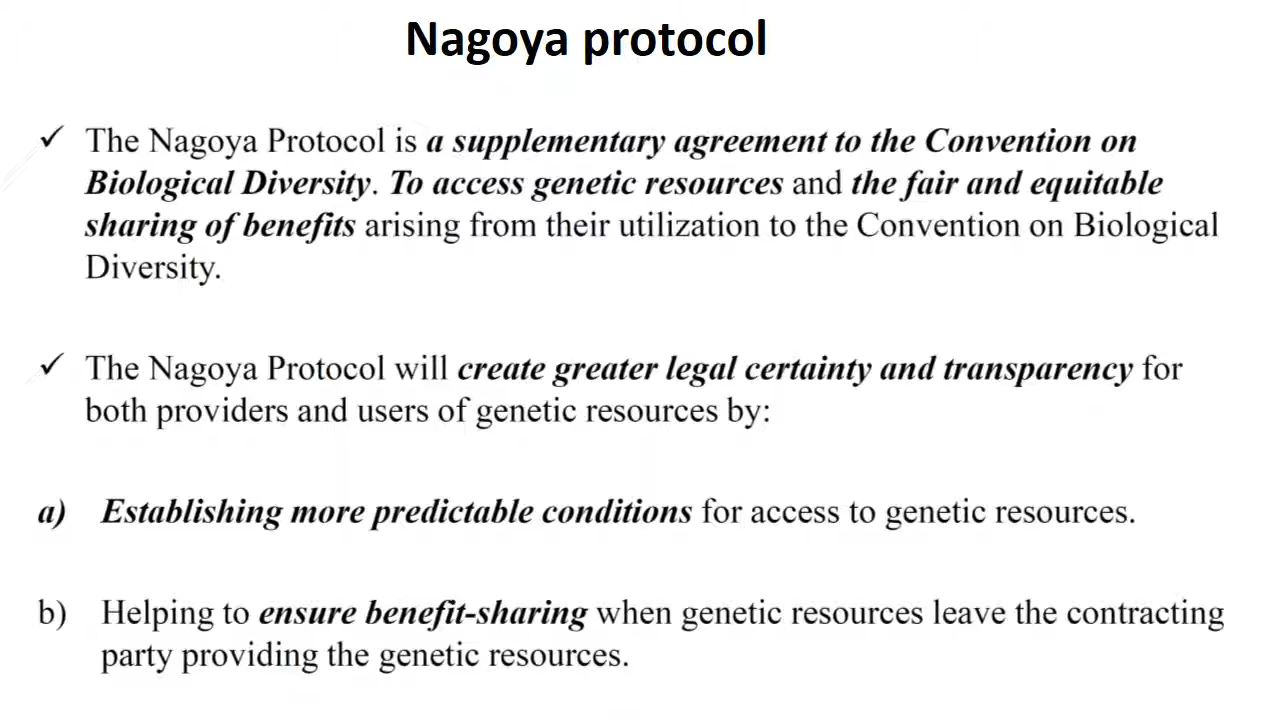 Nagoya protocol
✓ The Nagoya Protocol is a supplementary agreement to the Convention on
Biological Diversity. To access genetic resources and the fair and equitable
sharing of benefits arising from their utilization to the Convention on Biological
Diversity.
✓ The Nagoya Protocol will create greater legal certainty and transparency for
both providers and users of genetic resources by:
a) Establishing more predictable conditions for access to genetic resources.
b) Helping to ensure benefit-sharing when genetic resources leave the contracting
party providing the genetic resources.